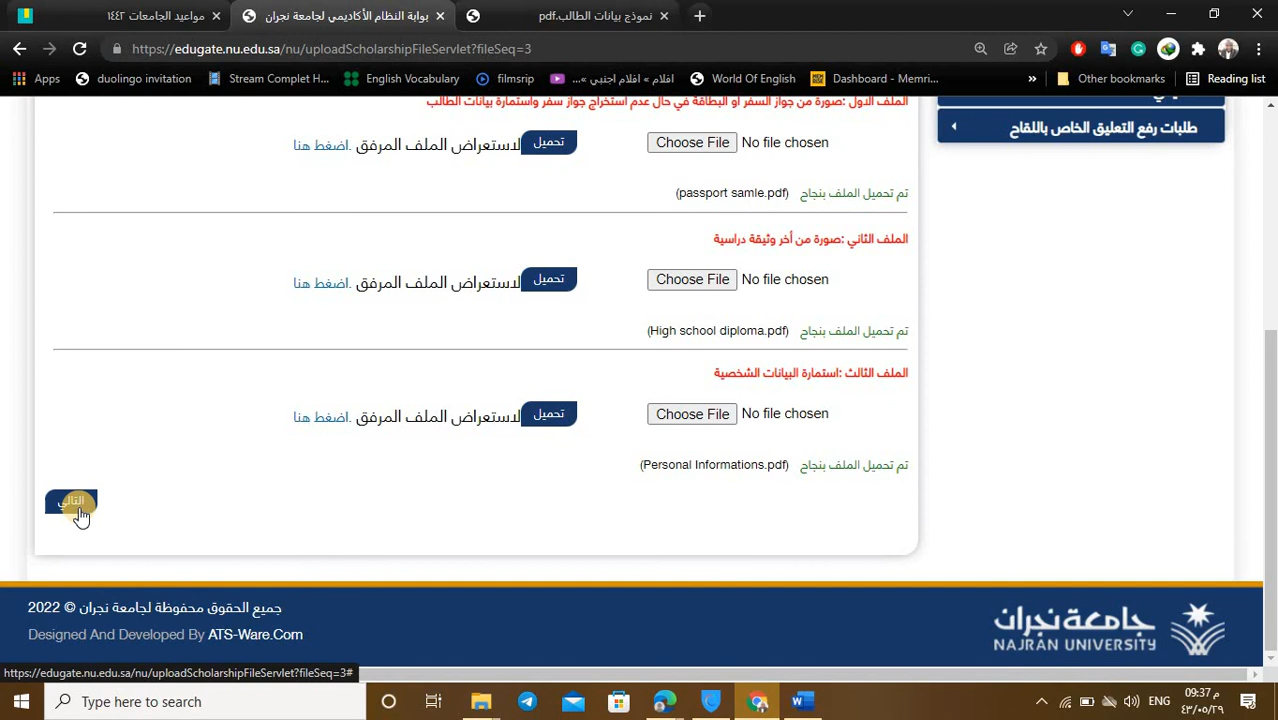 مواعيد الجامعات ١٤٤٢
بوابة النظام الأكاديمي لجامعة نجران
نموذج بيانات الطالب.pdf
https://edugate.nu.edu.sa/nu/uploadScholarshipFileServlet?fileSeq=3
Apps
duolingo invitation
Stream Complet H...
English Vocabulary
filmsrip
افلام » افلام اجنبي »...
World Of English
Dashboard - Memri...
»
Other bookmarks
Reading list
الملف الأول :صورة من جواز السفر أو البطاقة في حال عدم استخراج جواز سفر واستمارة بيانات الطالب
طلبات رفع التعليق الخاص باللقاح
Choose File No file chosen
تحميل
لاستعراض الملف المرفق .اضغط هنا
تم تحميل الملف بنجاح (passport samle.pdf)
الملف الثاني :صورة من أخر وثيقة دراسية
Choose File No file chosen
تحميل
لاستعراض الملف المرفق .اضغط هنا
تم تحميل الملف بنجاح (High school diploma.pdf)
الملف الثالث :استمارة البيانات الشخصية
Choose File No file chosen
تحميل
لاستعراض الملف المرفق .اضغط هنا
تم تحميل الملف بنجاح (Personal Informations.pdf)
التالي
جميع الحقوق محفوظة لجامعة نجران © 2022
Designed And Developed By ATS-Ware.Com
جامعة نجران
NAJRAN UNIVERSITY
https://edugate.nu.edu.sa/nu/uploadScholarshipFileServlet?fileSeq=3#
Type here to search
ENG
09:37 م
٤٣/٠٥/٢٩